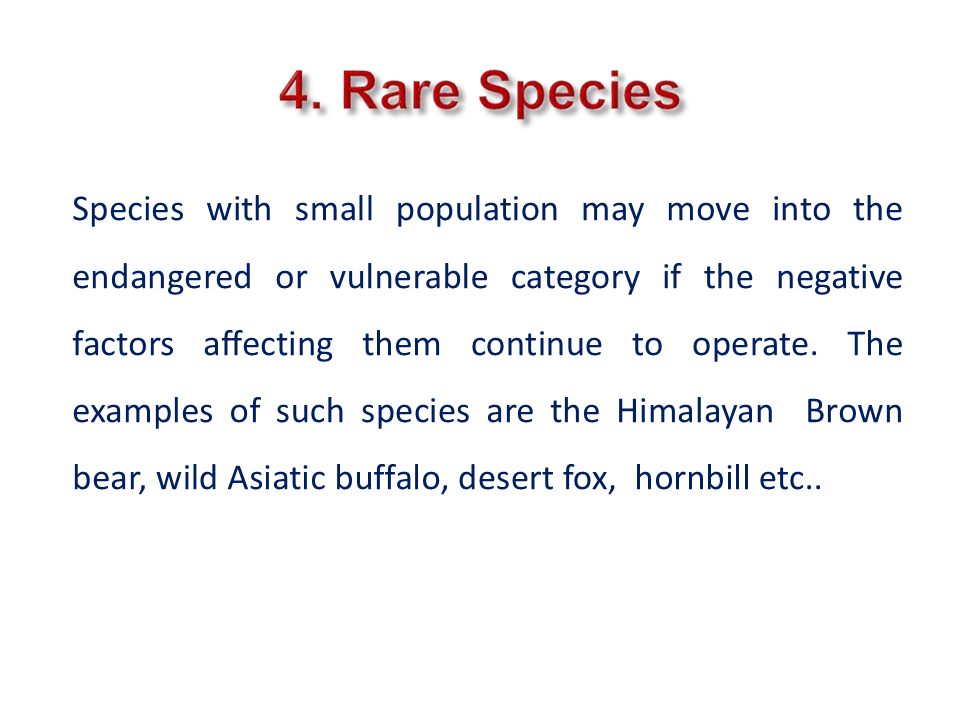 4. Rare Species
Species with small population may move into the
endangered or vulnerable category if the negative
factors affecting them continue to operate. The
examples of such species are the Himalayan  Brown
bear, wild Asiatic buffalo, desert fox,  hornbill etc..